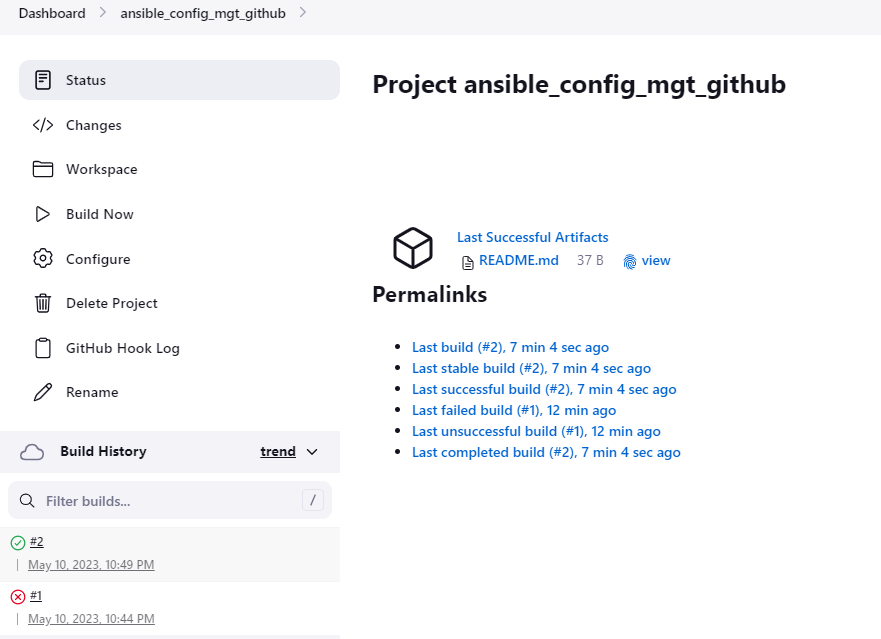 Dashboard > ansible_config_mgt_github >
Status
Changes
Workspace
Build Now
Configure
Delete Project
GitHub Hook Log
Rename
Build History trend
Filter builds... /
#2
May 10, 2023, 10:49 PM
#1
May 10, 2023, 10:44 PM
Project ansible_config_mgt_github
Last Successful Artifacts
README.md 37 B view
Permalinks
Last build (#2), 7 min 4 sec ago
Last stable build (#2), 7 min 4 sec ago
Last successful build (#2), 7 min 4 sec ago
Last failed build (#1), 12 min ago
Last unsuccessful build (#1), 12 min ago
Last completed build (#2), 7 min 4 sec ago